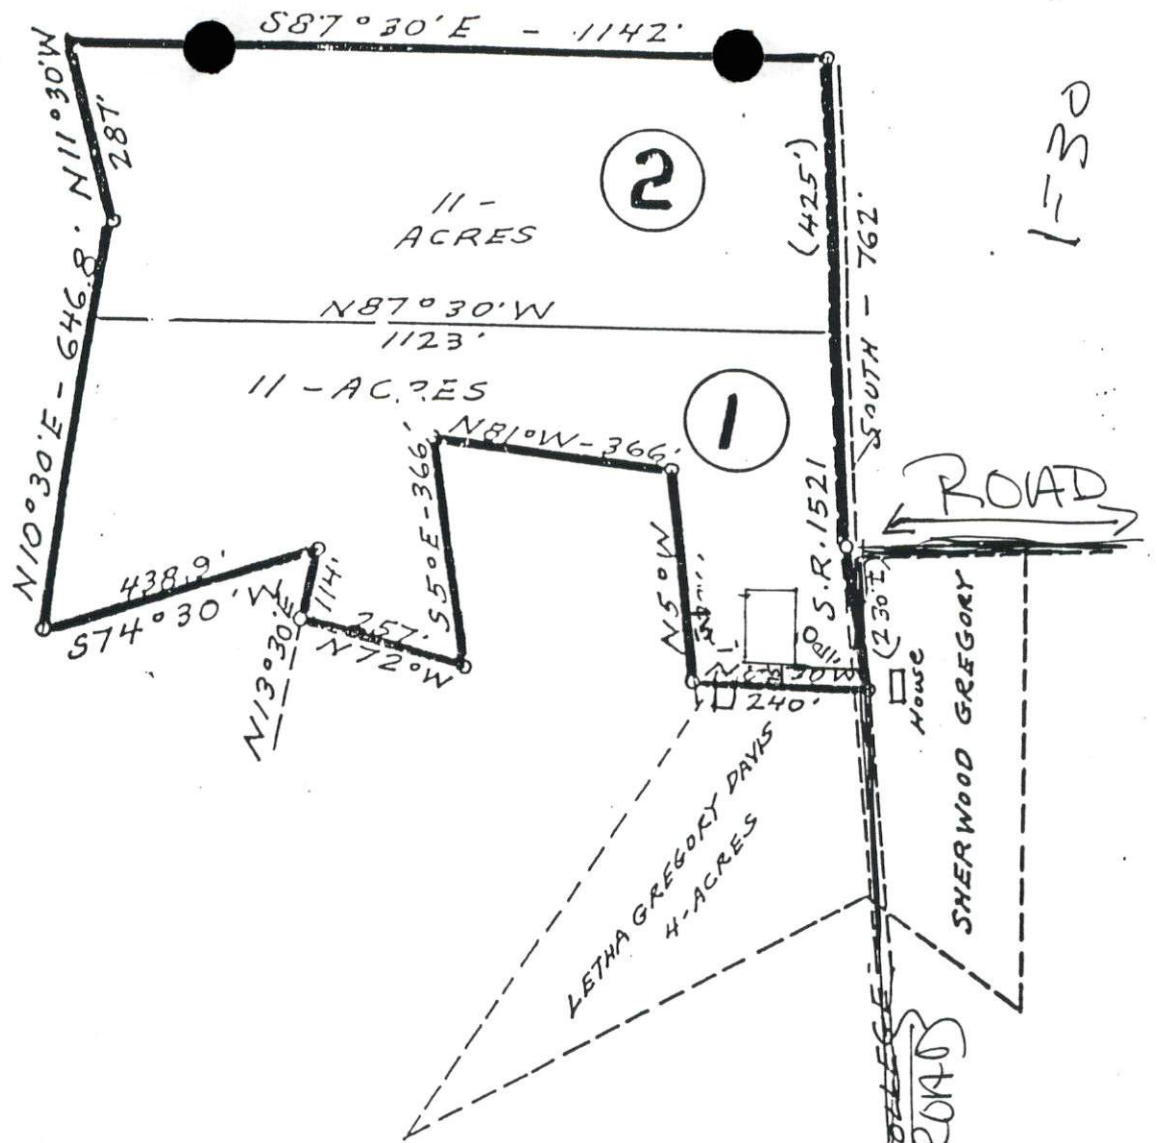 S87°30'E - 1142'
N11°30'W
287'
2
1=30
(425')
11-
ACRES
SOUTH - 762'
N10°30'E - 646.8'
N87°30'W
1123'
11-AC
1
N81°W-366'
S5°E-366'
S.R. 1521
ROAD
438.9'
S74°30'
114'
N13°30'E
257'
N72°W
N5°W
(230')
110'
240'
HOUSE
SHERWOOD GREGORY
LETHA GREGORY DAVIS
4-ACRES
ROAD